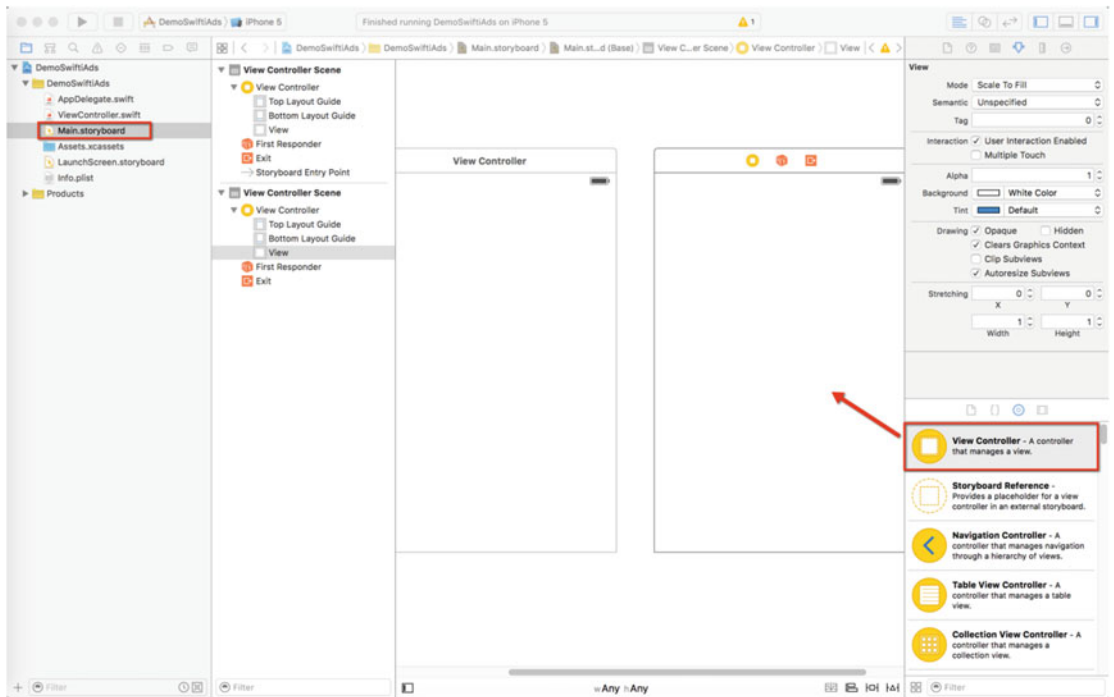 DemoSwiftiAds iPhone 5
Finished running DemoSwiftiAds on iPhone 5
1
DemoSwiftiAds DemoSwiftiAds Main.storyboard Main.st...d (Base) View C...er Scene View Controller View
DemoSwiftiAds
DemoSwiftiAds
AppDelegate.swift
ViewController.swift
Main.storyboard
Assets.xcassets
LaunchScreen.storyboard
Info.plist
Products
Filter
View Controller Scene
View Controller
Top Layout Guide
Bottom Layout Guide
View
First Responder
Exit
Storyboard Entry Point
View Controller Scene
View Controller
Top Layout Guide
Bottom Layout Guide
View
First Responder
Exit
Filter
View Controller
wAny hAny
View
Mode Scale To Fill
Semantic Unspecified
Tag 0
Interaction User Interaction Enabled
Multiple Touch
Alpha 1
Background White Color
Tint Default
Drawing Opaque Hidden
Clears Graphics Context
Clip Subviews
Autoresize Subviews
Stretching 0 0
X Y
1 1
Width Height
View Controller - A controller
that manages a view.
Storyboard Reference -
Provides a placeholder for a view
controller in an external storyboard.
Navigation Controller - A
controller that manages navigation
through a hierarchy of views.
Table View Controller - A
controller that manages a table
view.
Collection View Controller - A
controller that manages a
collection view.
Filter